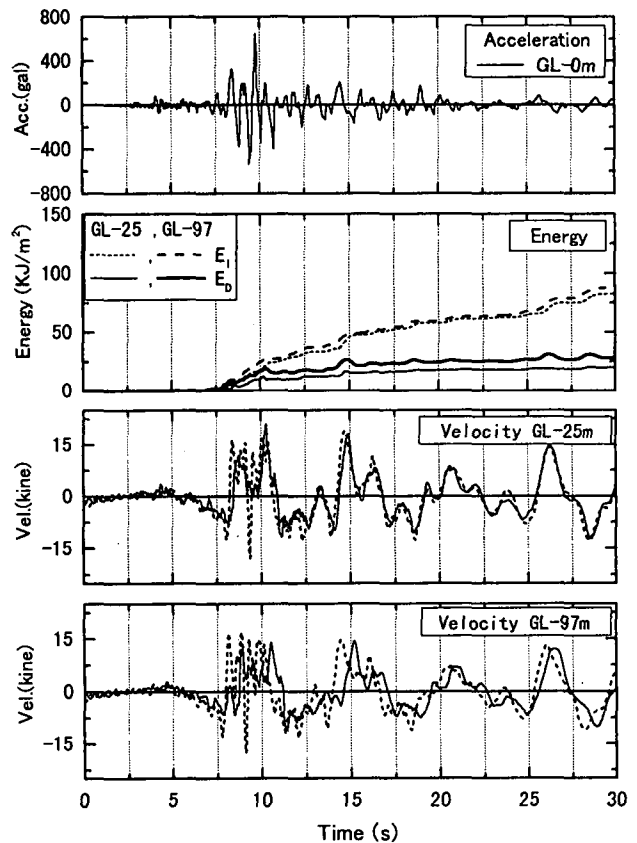 800
400
0
-400
-800
Acc.(gal)
Acceleration
GL-0m
150
100
50
0
Energy (KJ/m²)
GL-25 , GL-97
, E_I
, E_D
Energy
15
0
-15
Vel.(kine)
Velocity GL-25m
15
0
-15
Vel.(kine)
Velocity GL-97m
0 5 10 15 20 25 30
Time (s)